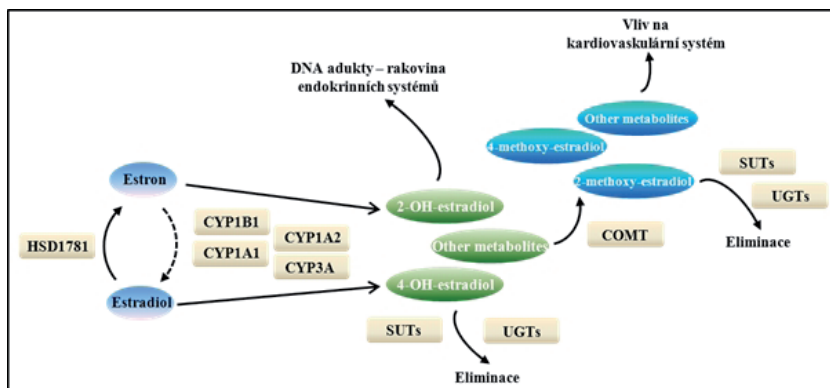 Vliv na
kardiovaskulární systém
DNA adukty – rakovina
endokrinních systémů
Other metabolites
4-methoxy-estradiol
2-methoxy-estradiol
SUTs
UGTs
Eliminace
Estron
2-OH-estradiol
CYP1B1
CYP1A2
HSD1781
CYP1A1
CYP3A
Other metabolites
COMT
Estradiol
4-OH-estradiol
SUTs
UGTs
Eliminace